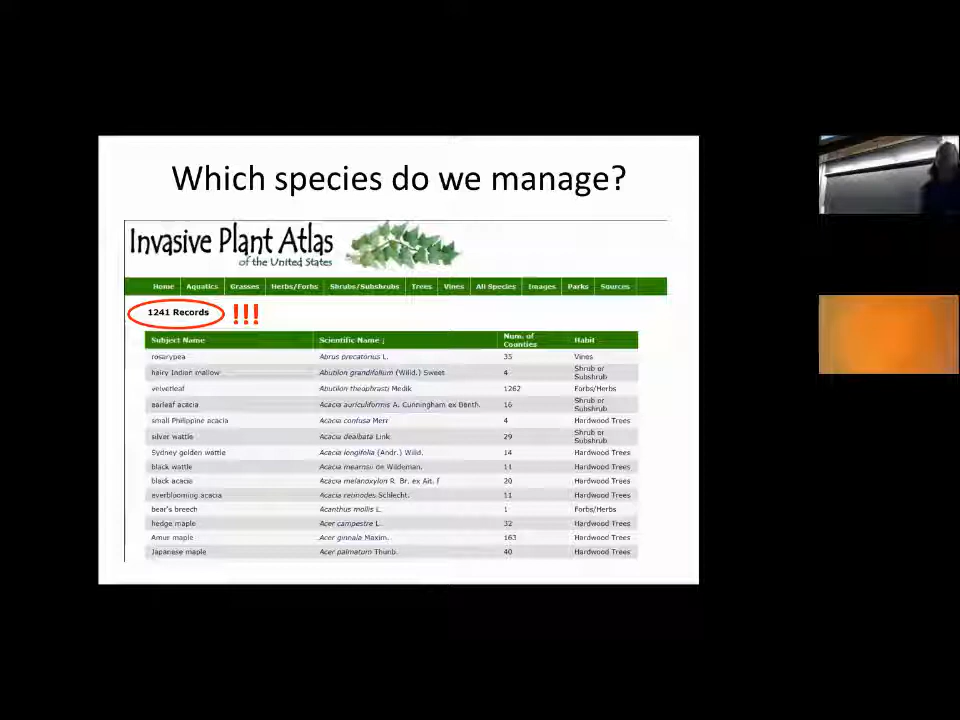 Which species do we manage?
Invasive Plant Atlas
of the United States
Home Aquatics Grasses Herbs/Forbs Shrubs/Subshrubs Trees Vines All Species Images Parks Sources
1241 Records !!!
Subject Name Scientific Name ↓ Num. of Counties Habit
rosarypea Abrus precatorius L. 35 Vines
hairy Indian mallow Abutilon grandifolium (Willd.) Sweet 4 Shrub or Subshrub
velvetleaf Abutilon theophrasti Medik 1262 Forbs/Herbs
earleaf acacia Acacia auriculiformis A. Cunningham ex Benth. 16 Shrub or Subshrub
small Philippine acacia Acacia confusa Merr 4 Hardwood Trees
silver wattle Acacia dealbata Link 29 Shrub or Subshrub
Sydney golden wattle Acacia longifolia (Andr.) Willd. 14 Hardwood Trees
black wattle Acacia mearnsii de Wildeman. 11 Hardwood Trees
black acacia Acacia melanoxylon R. Br. ex Ait. f 20 Hardwood Trees
everblooming acacia Acacia retinodes Schlecht. 11 Hardwood Trees
bear's breech Acanthus mollis L. 1 Forbs/Herbs
hedge maple Acer campestre L. 32 Hardwood Trees
Amur maple Acer ginnala Maxim. 163 Hardwood Trees
Japanese maple Acer palmatum Thunb. 40 Hardwood Trees